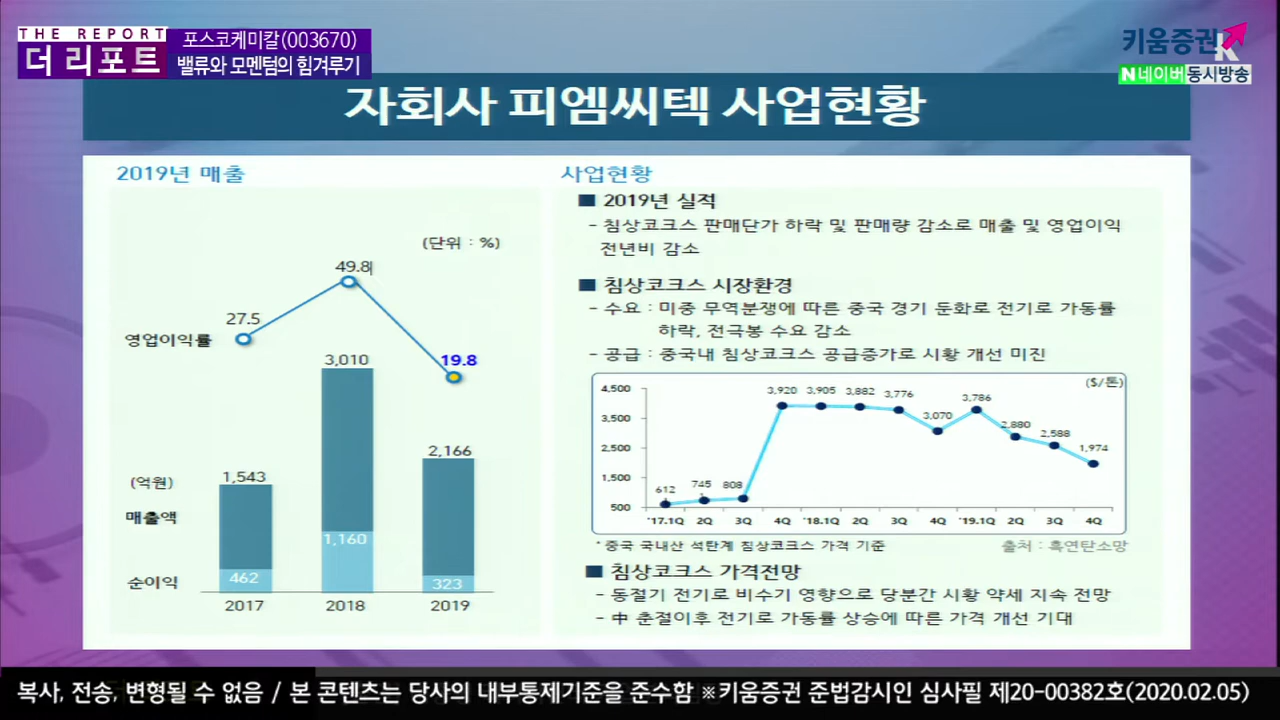 THE REPORT
더 리포트
포스코케미칼(003670)
밸류와 모멘텀의 힘겨루기
키움증권
N네이버 동시방송
자회사 피엠씨텍 사업현황
2019년 매출
(단위 : %)
49.8
27.5
영업이익률
19.8
3,010
2,166
1,543
(억원)
매출액
1,160
462
323
순이익
2017 2018 2019
사업현황
■ 2019년 실적
- 침상코크스 판매단가 하락 및 판매량 감소로 매출 및 영업이익
전년비 감소
■ 침상코크스 시장환경
- 수요 : 미중 무역분쟁에 따른 중국 경기 둔화로 전기로 가동률
하락, 전극봉 수요 감소
- 공급 : 중국내 침상코크스 공급증가로 시황 개선 미진
($/톤)
4,500
3,500
2,500
1,500
500
612 745 808 3,920 3,905 3,882 3,776 3,070 3,786 2,880 2,588 1,974
'17.1Q 2Q 3Q 4Q '18.1Q 2Q 3Q 4Q '19.1Q 2Q 3Q 4Q
* 중국 국내산 석탄계 침상코크스 가격 기준
출처 : 흑연탄소망
■ 침상코크스 가격전망
- 동절기 전기로 비수기 영향으로 당분간 시황 약세 지속 전망
- 中 춘절이후 전기로 가동률 상승에 따른 가격 개선 기대
복사, 전송, 변형될 수 없음 / 본 콘텐츠는 당사의 내부통제기준을 준수함 ※키움증권 준법감시인 심사필 제20-00382호(2020.02.05)